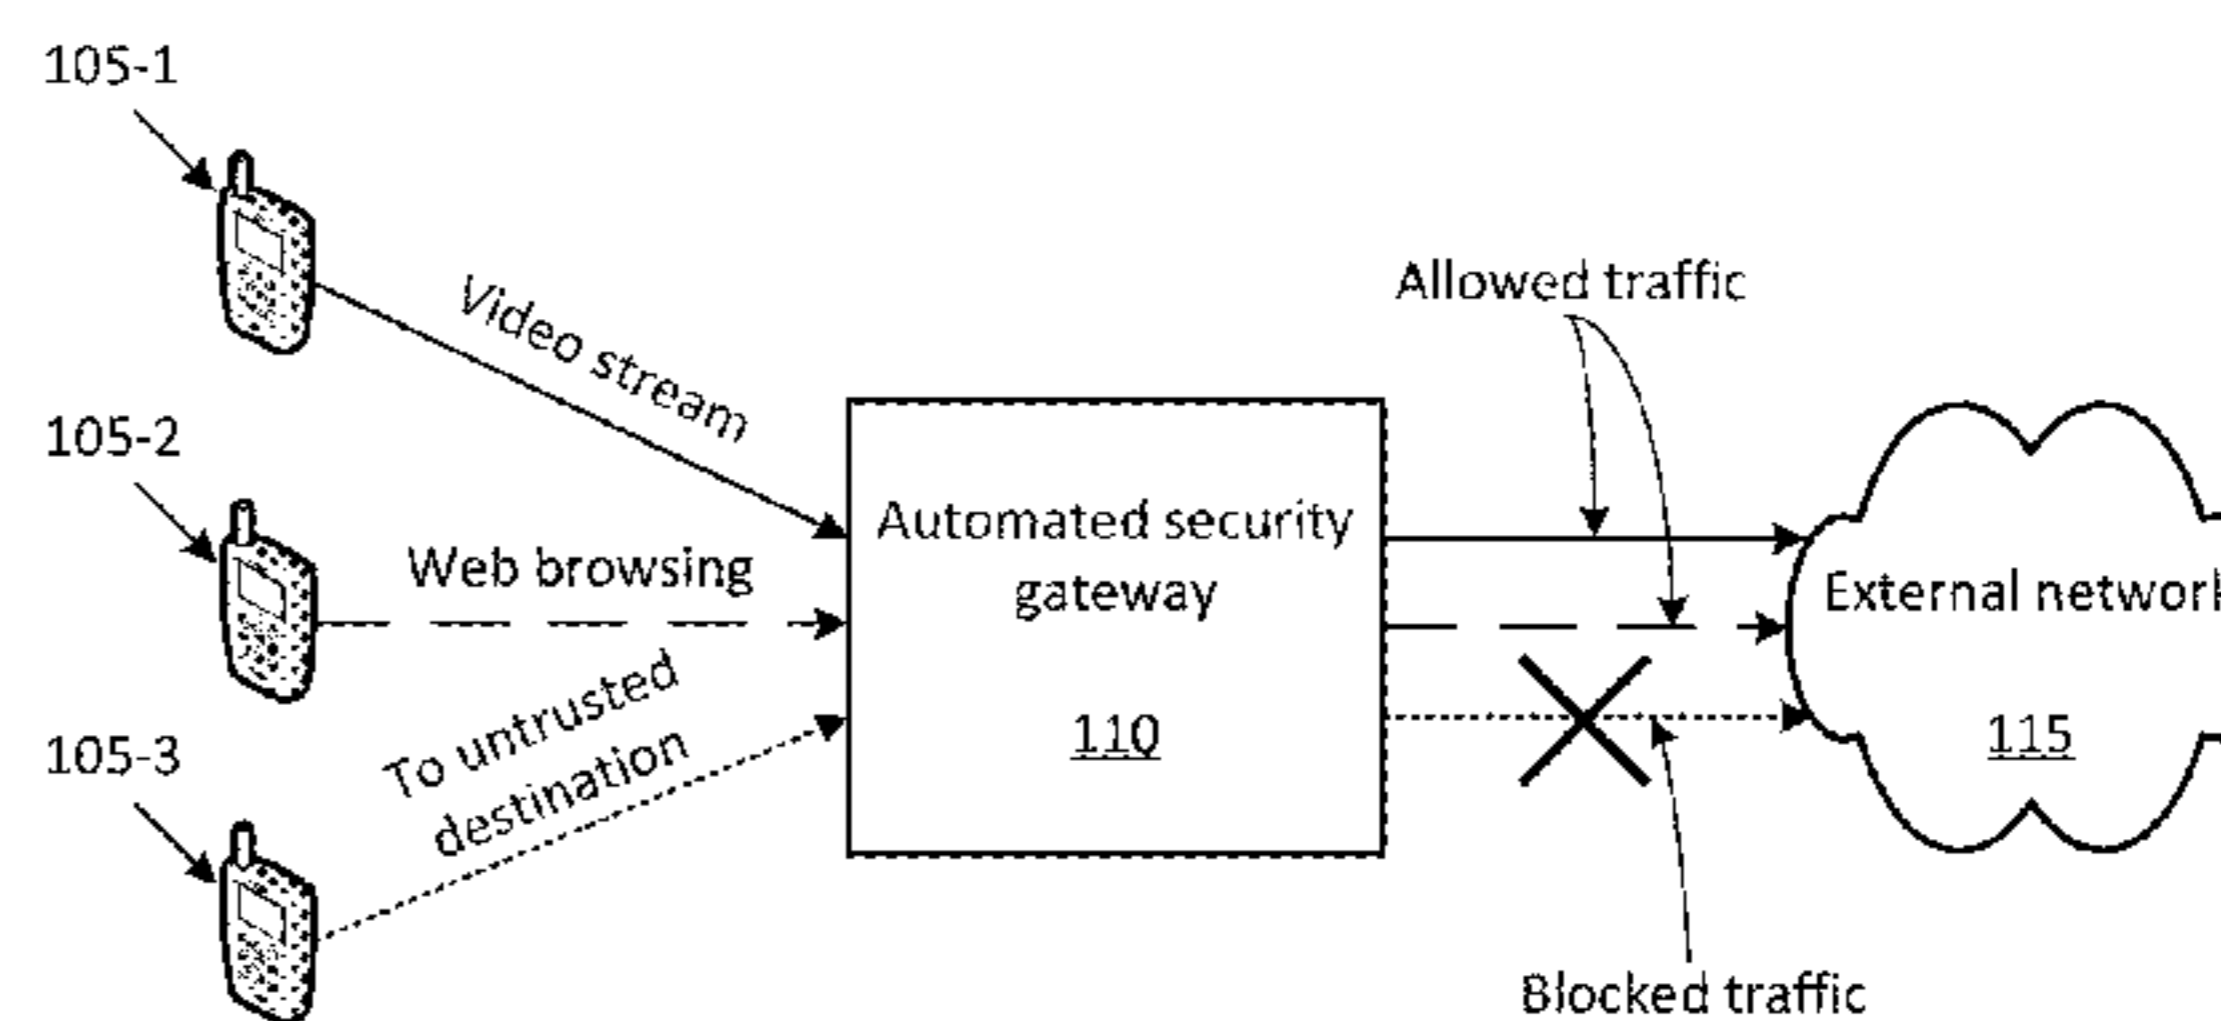 105-1
Video stream
Allowed traffic
105-2
Web browsing
Automated security
gateway
110
External network
115
To untrusted
destination
105-3
Blocked traffic